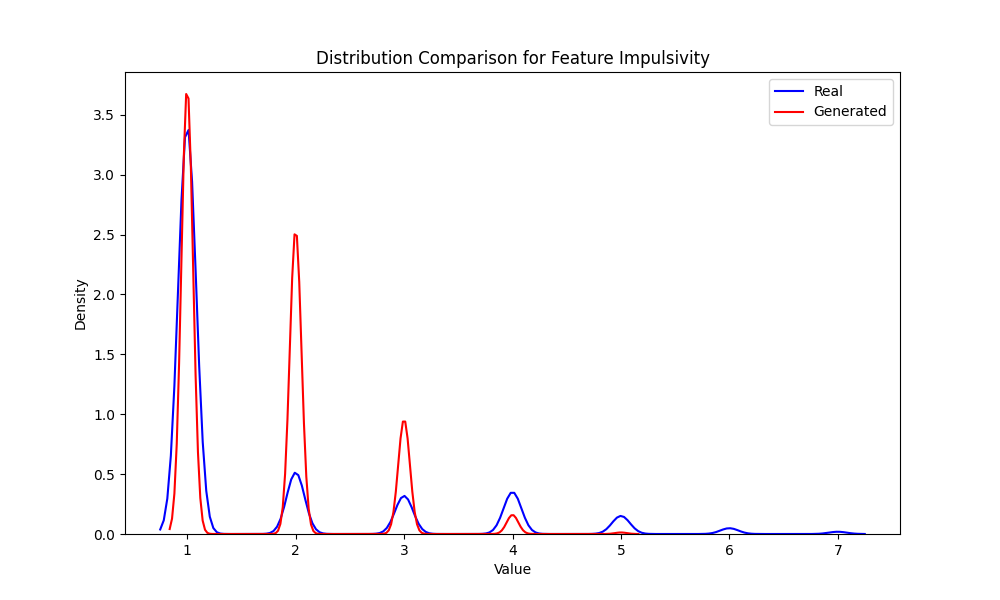 Distribution Comparison for Feature Impulsivity
Real
Generated
3.5
3.0
2.5
2.0
1.5
1.0
0.5
0.0
Density
1 2 3 4 5 6 7
Value